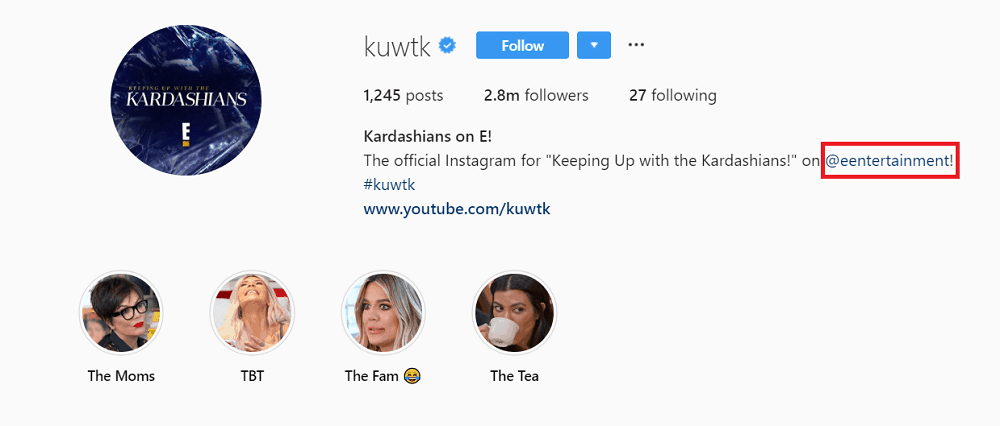 KEEPING UP WITH THE
KARDASHIANS
E!
kuwtk
Follow
1,245 posts 2.8m followers 27 following
Kardashians on E!
The official Instagram for "Keeping Up with the Kardashians!" on @eentertainment!
#kuwtk
www.youtube.com/kuwtk
The Moms TBT The Fam 😂 The Tea